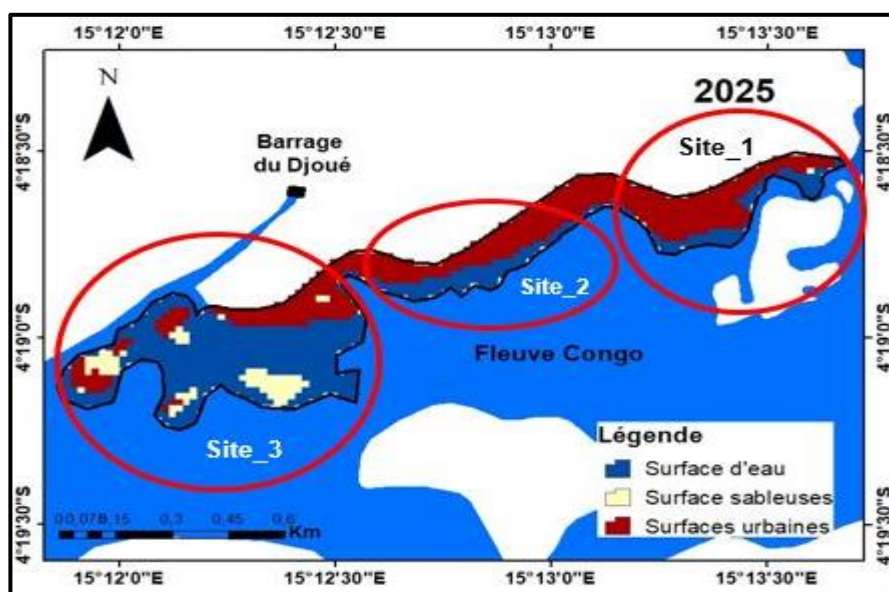 15°12'0"E 15°12'30"E 15°13'0"E 15°13'30"E
N
2025
Site_1
Barrage
du Djoué
4°18'30"S 4°18'30"S
Site_2
4°19'0"S 4°19'0"S
Fleuve Congo
Site_3
Légende
Surface d'eau
Surface sableuses
Surfaces urbaines
0,3 0,45 0,6
Km
4°19'30"S 4°19'30"S
15°12'0"E 15°12'30"E 15°13'0"E 15°13'30"E